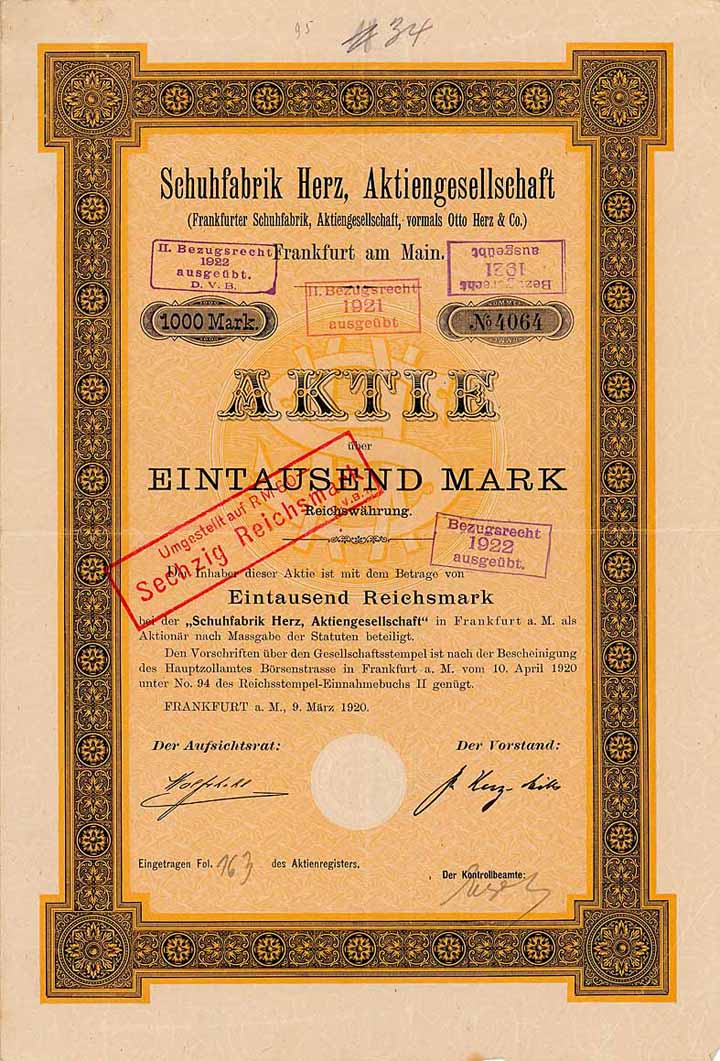 95 # 34
Schuhfabrik Herz, Aktiengesellschaft
(Frankfurter Schuhfabrik, Aktiengesellschaft, vormals Otto Herz & Co.)
Frankfurt am Main.
II. Bezugsrecht
1922
ausgeübt.
D. V. B.
II. Bezugsrecht
1921
ausgeübt
Bezugsrecht
1921
ausgeübt
1000 Mark.
№ 4064
AKTIE
über
EINTAUSEND MARK
Reichswährung.
Umgestellt auf R.M.
Sechzig Reichsmark
Bezugsrecht
1922
ausgeübt.
Der Inhaber dieser Aktie ist mit dem Betrage von
Eintausend Reichsmark
bei der „Schuhfabrik Herz, Aktiengesellschaft“ in Frankfurt a. M. als
Aktionär nach Massgabe der Statuten beteiligt.
Den Vorschriften über den Gesellschaftsstempel ist nach der Bescheinigung
des Hauptzollamtes Börsenstrasse in Frankfurt a. M. vom 10. April 1920
unter No. 94 des Reichsstempel-Einnahmebuchs II genügt.
FRANKFURT a. M., 9. März 1920.
Der Aufsichtsrat: Der Vorstand:
Eingetragen Fol. 163 des Aktienregisters.
Der Kontrollbeamte: